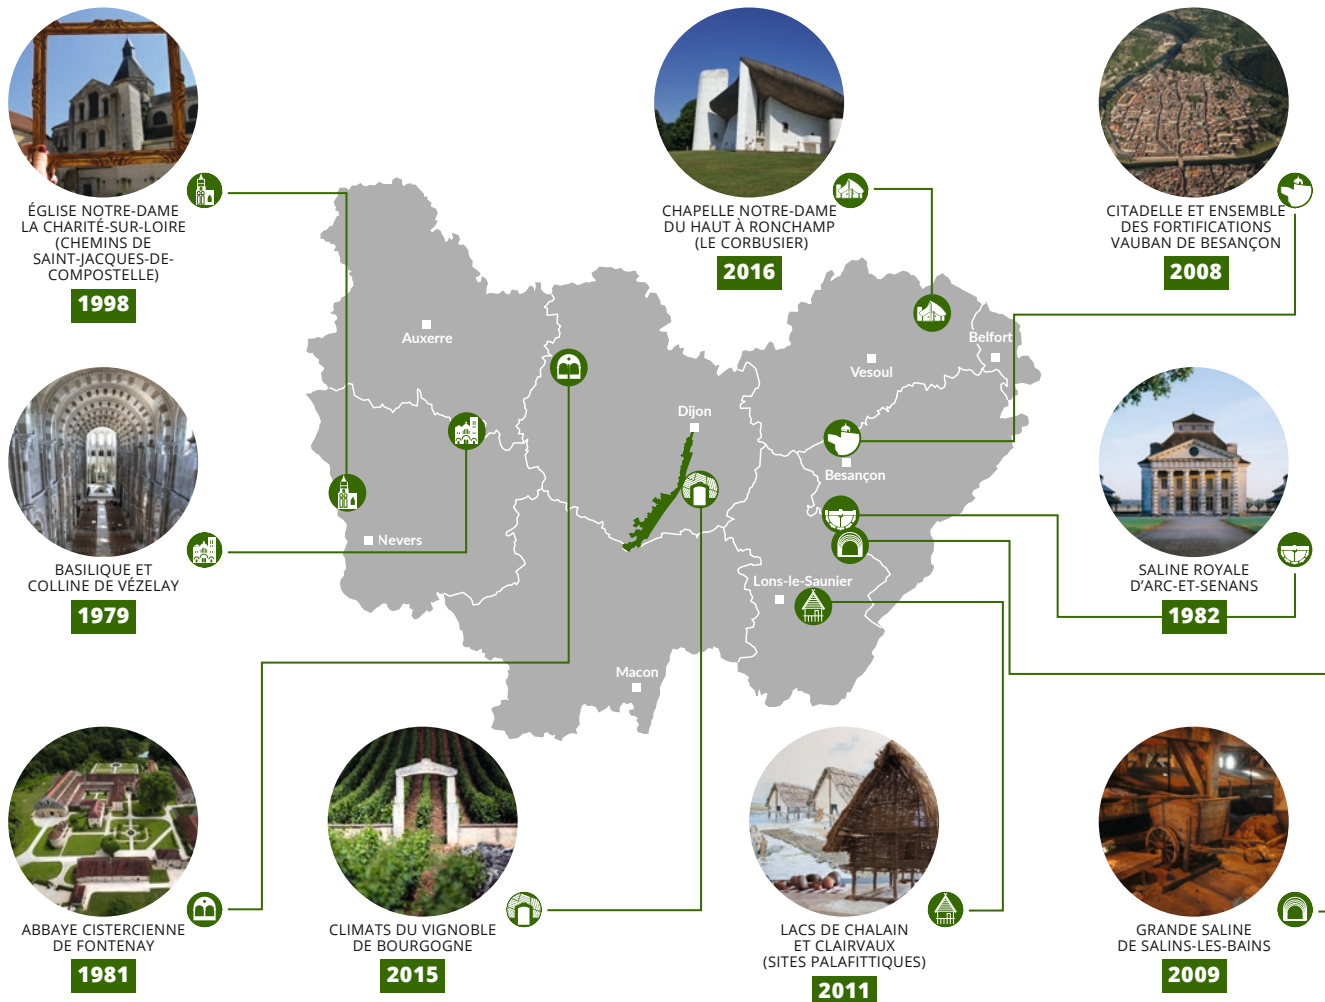 ÉGLISE NOTRE-DAME
LA CHARITÉ-SUR-LOIRE
(CHEMINS DE
SAINT-JACQUES-DE-
COMPOSTELLE)
1998
CHAPELLE NOTRE-DAME
DU HAUT À RONCHAMP
(LE CORBUSIER)
2016
CITADELLE ET ENSEMBLE
DES FORTIFICATIONS
VAUBAN DE BESANÇON
2008
Auxerre
Belfort
Vesoul
Dijon
Besançon
Nevers
Lons-le-Saunier
Macon
BASILIQUE ET
COLLINE DE VÉZELAY
1979
SALINE ROYALE
D'ARC-ET-SENANS
1982
ABBAYE CISTERCIENNE
DE FONTENAY
1981
CLIMATS DU VIGNOBLE
DE BOURGOGNE
2015
LACS DE CHALAIN
ET CLAIRVAUX
(SITES PALAFITTIQUES)
2011
GRANDE SALINE
DE SALINS-LES-BAINS
2009